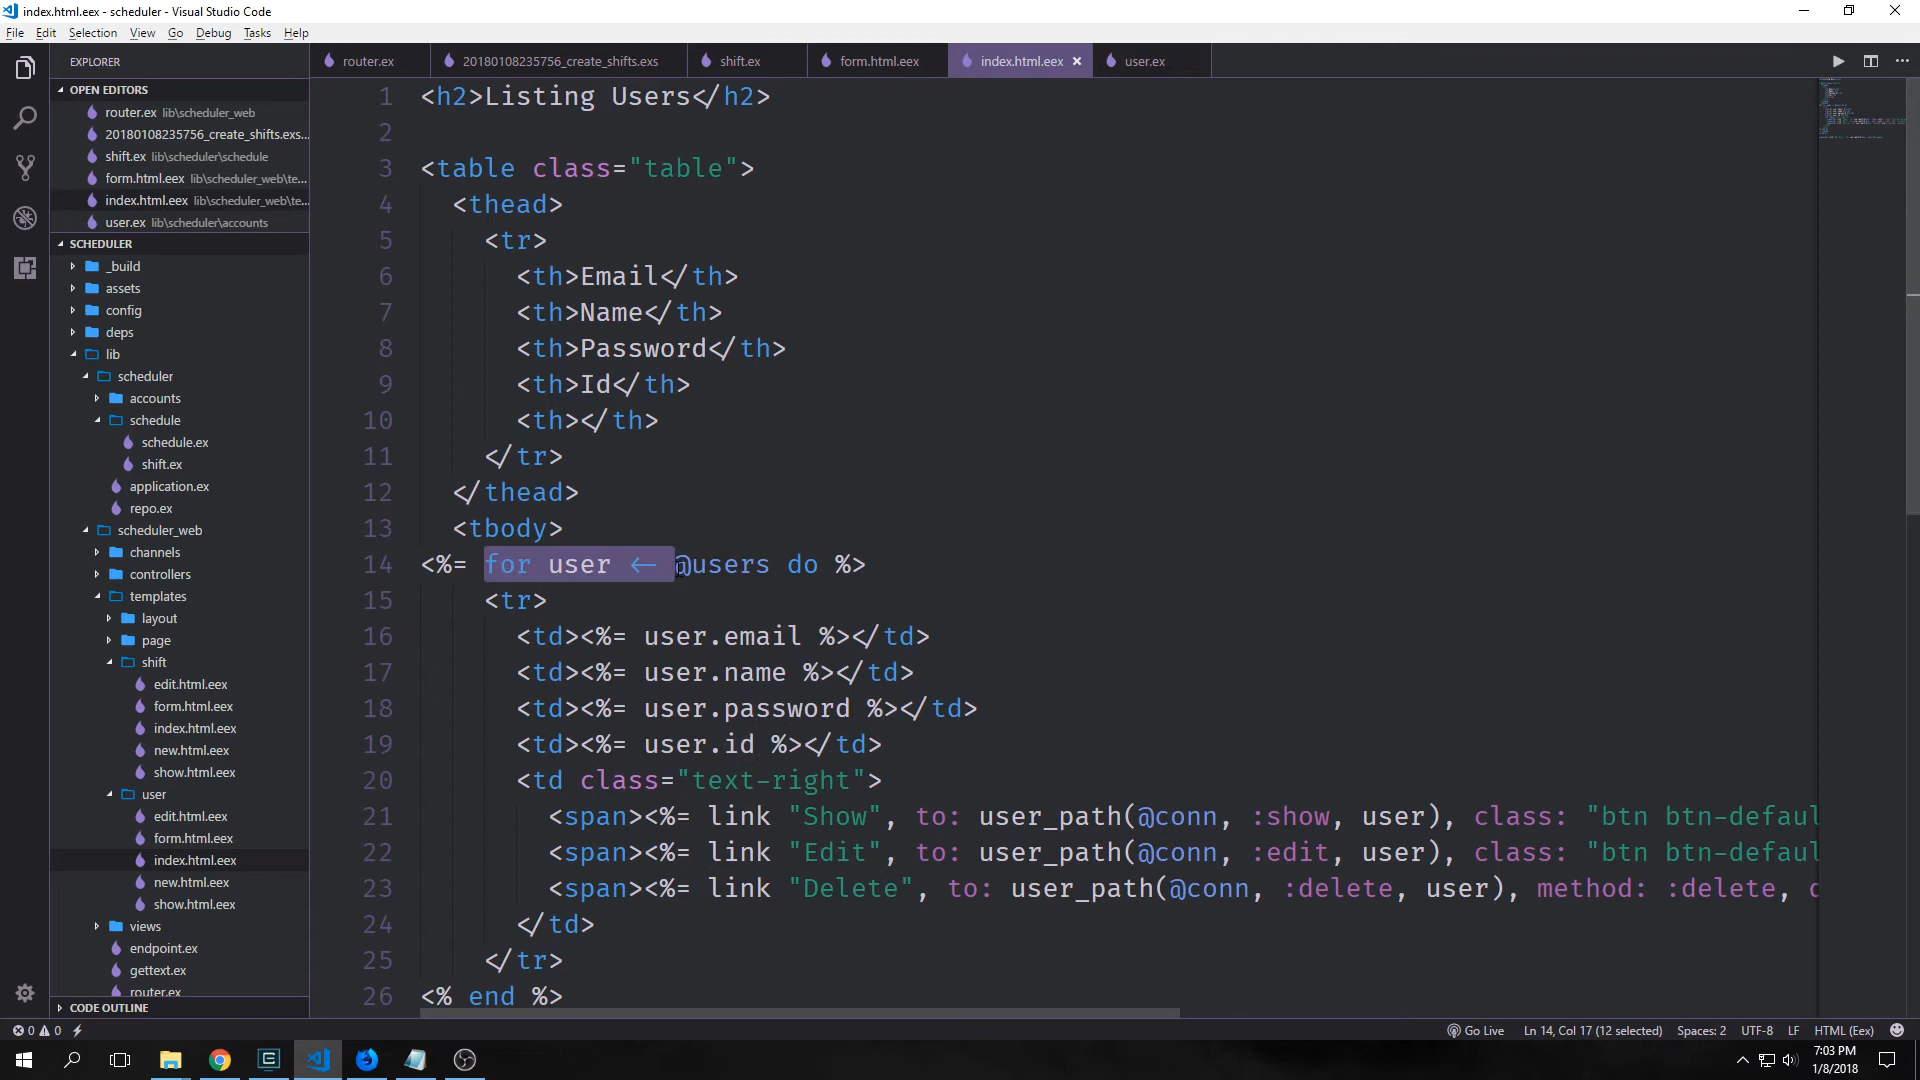 index.html.eex - scheduler - Visual Studio Code
File Edit Selection View Go Debug Tasks Help
EXPLORER
OPEN EDITORS
router.ex lib\scheduler_web
20180108235756_create_shifts.exs...
shift.ex lib\scheduler\schedule
form.html.eex lib\scheduler_web\te...
index.html.eex lib\scheduler_web\te...
user.ex lib\scheduler\accounts
SCHEDULER
_build
assets
config
deps
lib
scheduler
accounts
schedule
schedule.ex
shift.ex
application.ex
repo.ex
scheduler_web
channels
controllers
templates
layout
page
shift
edit.html.eex
form.html.eex
index.html.eex
new.html.eex
show.html.eex
user
edit.html.eex
form.html.eex
index.html.eex
new.html.eex
show.html.eex
views
endpoint.ex
gettext.ex
router.ex
CODE OUTLINE
router.ex 20180108235756_create_shifts.exs shift.ex form.html.eex index.html.eex × user.ex
1 <h2>Listing Users</h2>
2
3 <table class="table">
4 <thead>
5 <tr>
6 <th>Email</th>
7 <th>Name</th>
8 <th>Password</th>
9 <th>Id</th>
10 <th></th>
11 </tr>
12 </thead>
13 <tbody>
14 <%= for user <- @users do %>
15 <tr>
16 <td><%= user.email %></td>
17 <td><%= user.name %></td>
18 <td><%= user.password %></td>
19 <td><%= user.id %></td>
20 <td class="text-right">
21 <span><%= link "Show", to: user_path(@conn, :show, user), class: "btn btn-defaul
22 <span><%= link "Edit", to: user_path(@conn, :edit, user), class: "btn btn-defaul
23 <span><%= link "Delete", to: user_path(@conn, :delete, user), method: :delete, d
24 </td>
25 </tr>
26 <% end %>
0 0 Go Live Ln 14, Col 17 (12 selected) Spaces: 2 UTF-8 LF HTML (Eex)
7:03 PM
1/8/2018